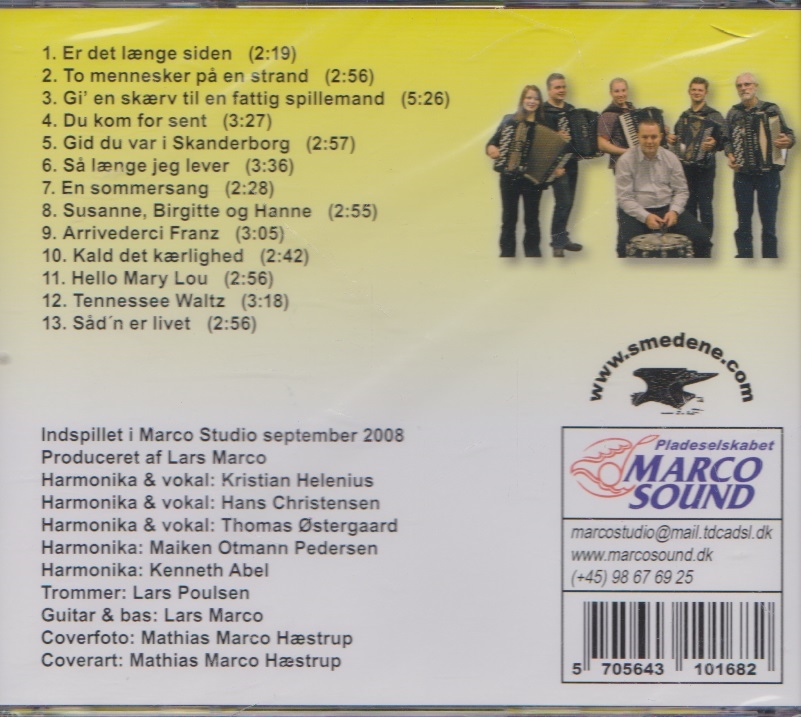 1. Er det længe siden (2:19)
2. To mennesker på en strand (2:56)
3. Gi' en skærv til en fattig spillemand (5:26)
4. Du kom for sent (3:27)
5. Gid du var i Skanderborg (2:57)
6. Så længe jeg lever (3:36)
7. En sommersang (2:28)
8. Susanne, Birgitte og Hanne (2:55)
9. Arrivederci Franz (3:05)
10. Kald det kærlighed (2:42)
11. Hello Mary Lou (2:56)
12. Tennessee Waltz (3:18)
13. Såd´n er livet (2:56)
www.smedene.com
Indspillet i Marco Studio september 2008
Produceret af Lars Marco
Harmonika & vokal: Kristian Helenius
Harmonika & vokal: Hans Christensen
Harmonika & vokal: Thomas Østergaard
Harmonika: Maiken Otmann Pedersen
Harmonika: Kenneth Abel
Trommer: Lars Poulsen
Guitar & bas: Lars Marco
Coverfoto: Mathias Marco Hæstrup
Coverart: Mathias Marco Hæstrup
Pladeselskabet
MARCO
SOUND
marcostudio@mail.tdcadsl.dk
www.marcosound.dk
(+45) 98 67 69 25
5 705643 101682